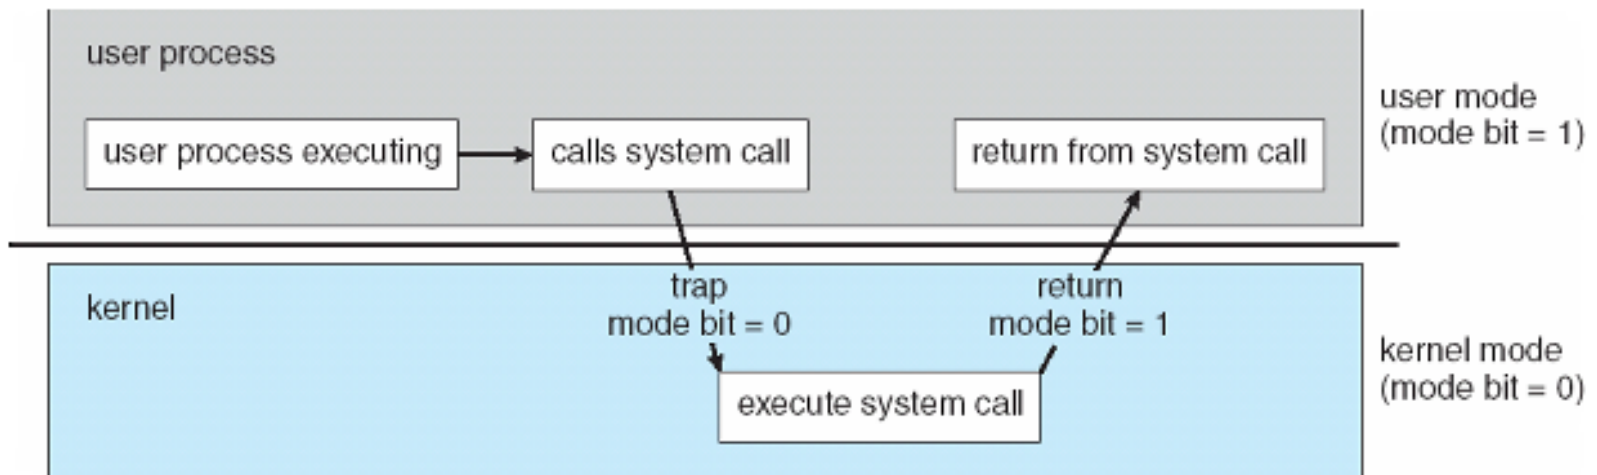 user process
user process executing
calls system call
return from system call
user mode
(mode bit = 1)
kernel
trap
mode bit = 0
return
mode bit = 1
execute system call
kernel mode
(mode bit = 0)